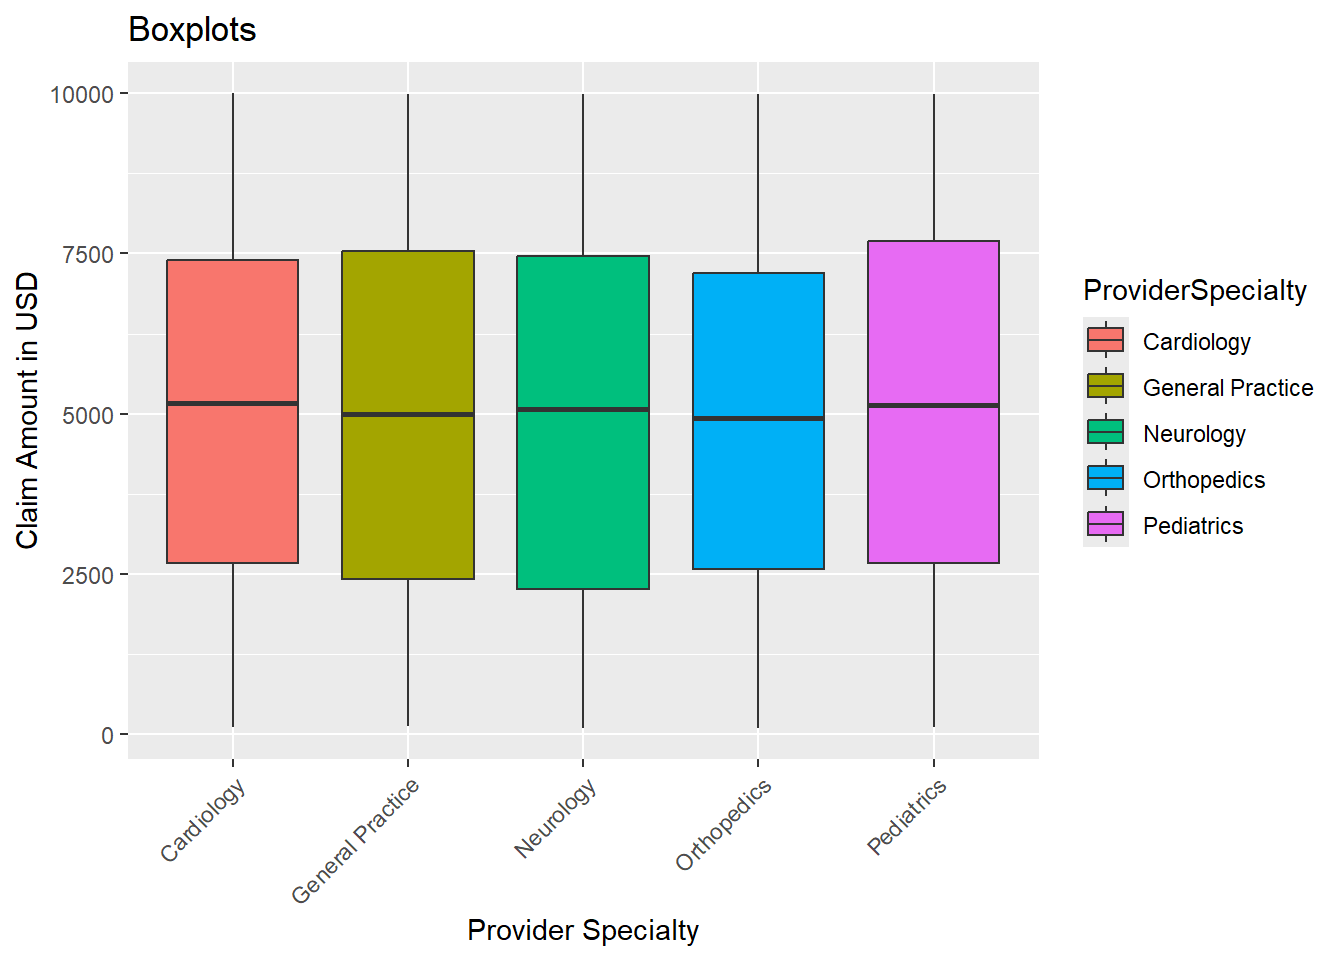 Boxplots
Claim Amount in USD
10000
7500
5000
2500
0
Cardiology
General Practice
Neurology
Orthopedics
Pediatrics
Provider Specialty
ProviderSpecialty
Cardiology
General Practice
Neurology
Orthopedics
Pediatrics